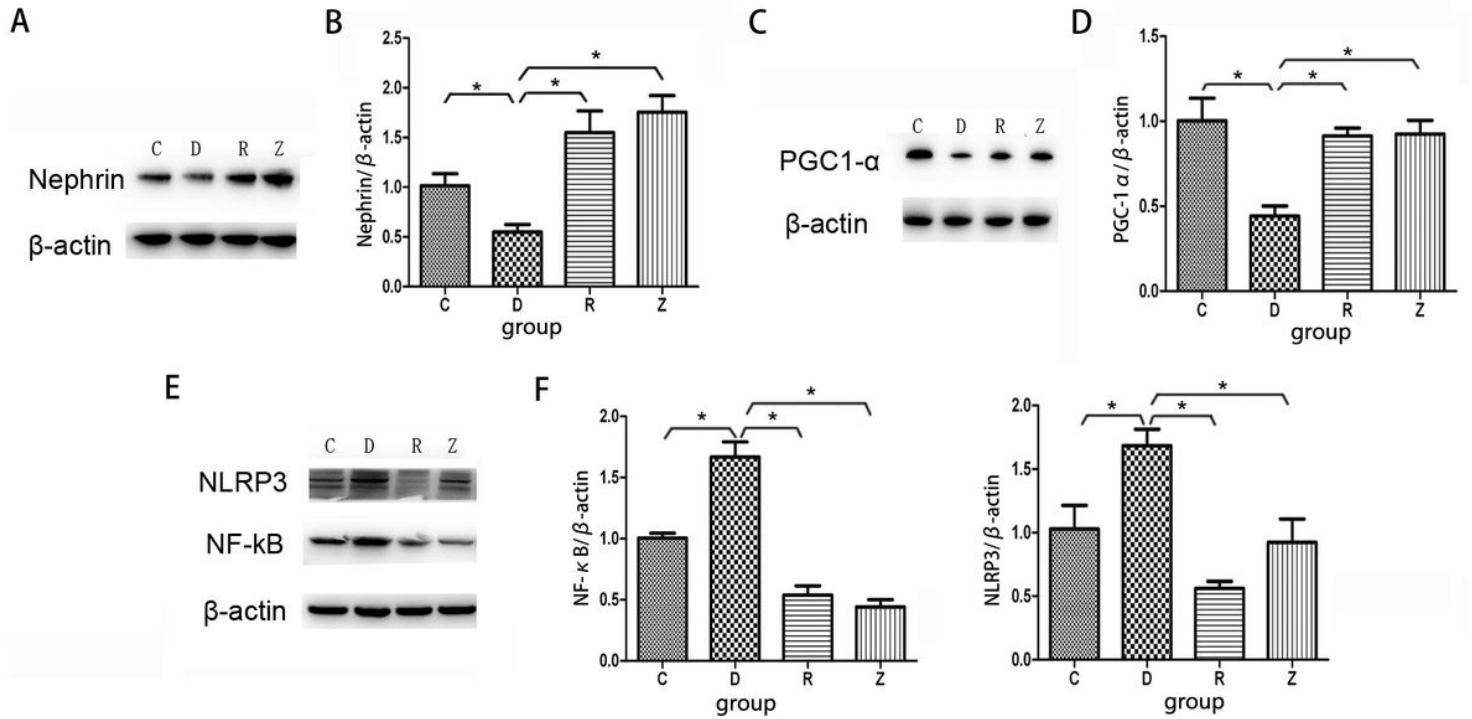 A
C D R Z
Nephrin
β-actin
B
Nephrin/β-actin
2.5
2.0
1.5
1.0
0.5
0.0
* * *
C D R Z
group
C
C D R Z
PGC1-α
β-actin
D
PGC-1α/β-actin
1.5
1.0
0.5
0.0
* * *
C D R Z
group
E
C D R Z
NLRP3
NF-kB
β-actin
F
NF-κB/β-actin
2.0
1.5
1.0
0.5
0.0
* * *
C D R Z
group
NLRP3/β-actin
2.0
1.5
1.0
0.5
0.0
* * *
C D R Z
group